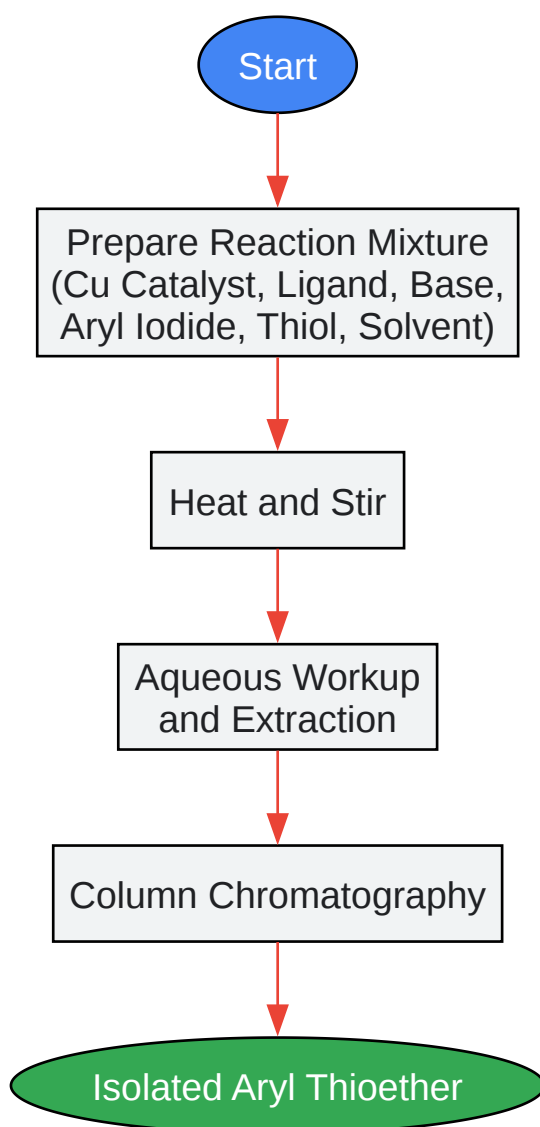 Start
Prepare Reaction Mixture
(Cu Catalyst, Ligand, Base,
Aryl Iodide, Thiol, Solvent)
Heat and Stir
Aqueous Workup
and Extraction
Column Chromatography
Isolated Aryl Thioether